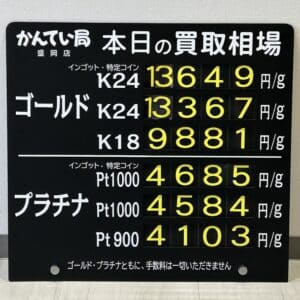 かんてい局 盛岡店 本日の買取相場
インゴット・特定コイン
K24 13649 円/g
ゴールド K24 13367 円/g
K18 9881 円/g
インゴット・特定コイン
Pt1000 4685 円/g
プラチナ Pt1000 4584 円/g
Pt900 4103 円/g
ゴールド・プラチナともに、手数料は一切いただきません